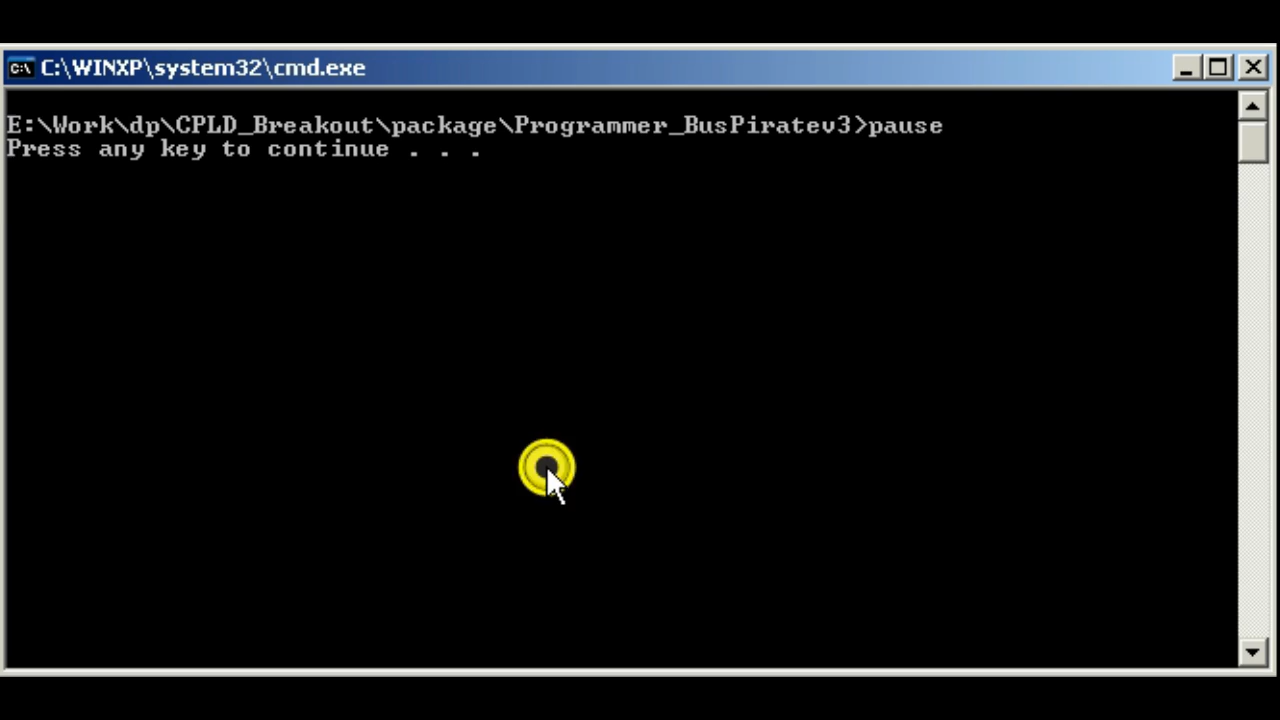 C:\WINXP\system32\cmd.exe
E:\Work\dp\CPLD_Breakout\package\Programmer_BusPiratev3>pause
Press any key to continue . . .